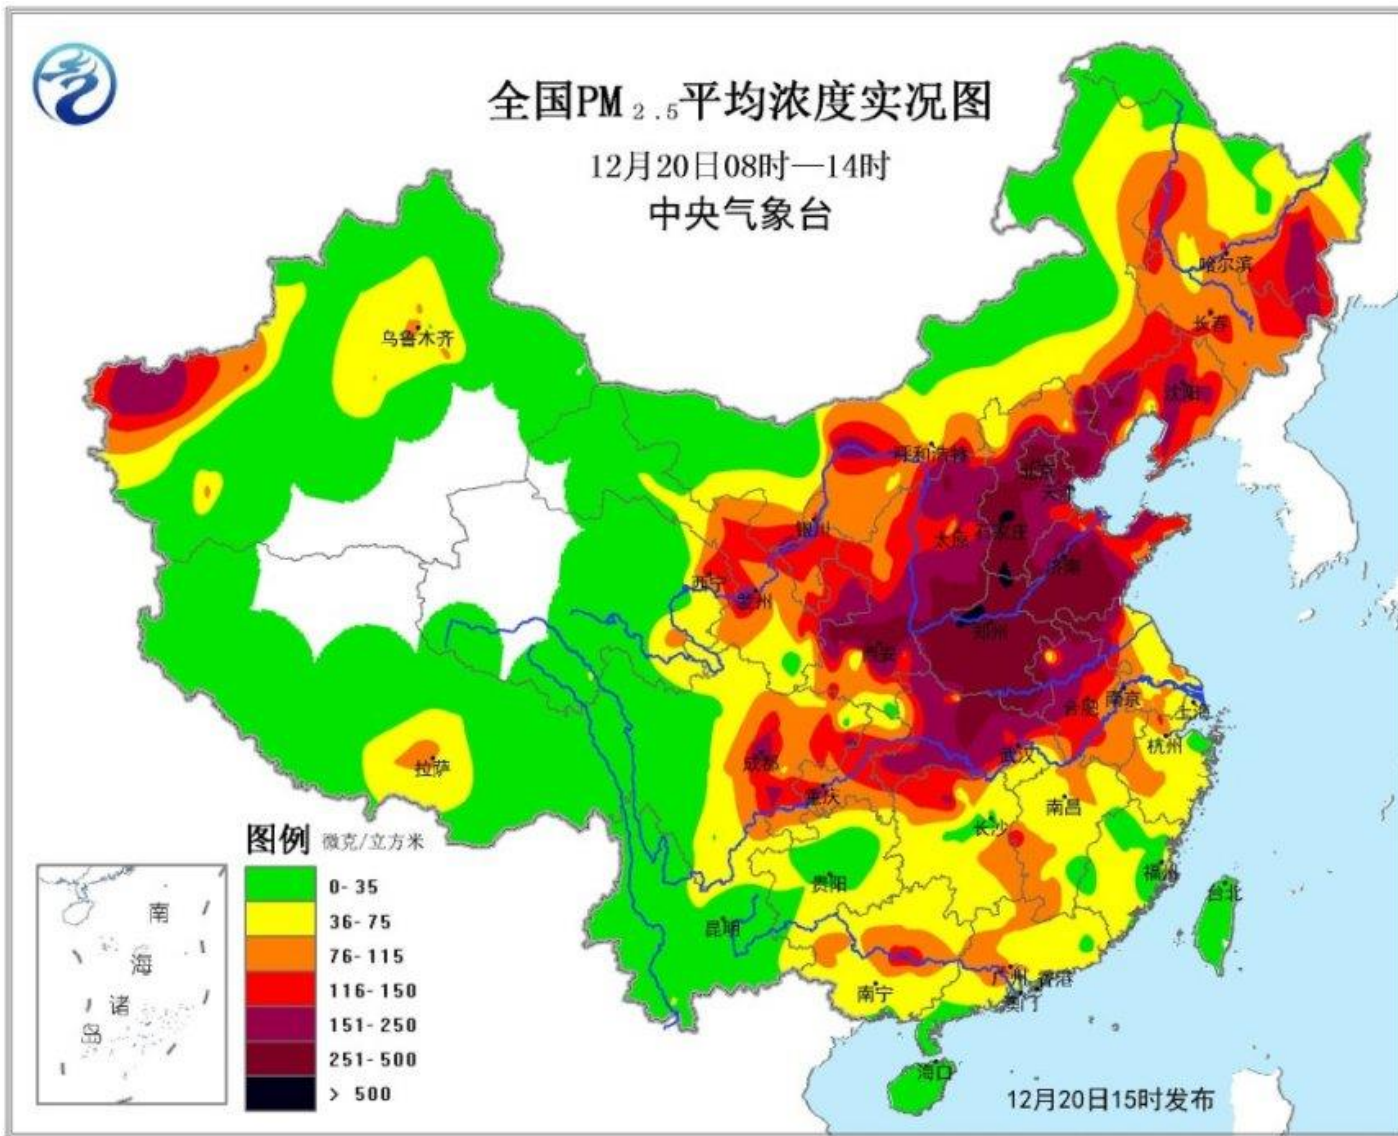 全国PM2.5平均浓度实况图
12月20日08时—14时
中央气象台
哈尔滨
长春
乌鲁木齐
沈阳
呼和浩特
北京
天津
银川
太原
石家庄
济南
西宁
兰州
郑州
西安
合肥
南京
上海
杭州
武汉
成都
拉萨
重庆
南昌
长沙
贵阳
福州
台北
昆明
广州
香港
澳门
南宁
海口
图例 微克/立方米
0-35
36-75
76-115
116-150
151-250
251-500
> 500
南
海
诸
岛
12月20日15时发布